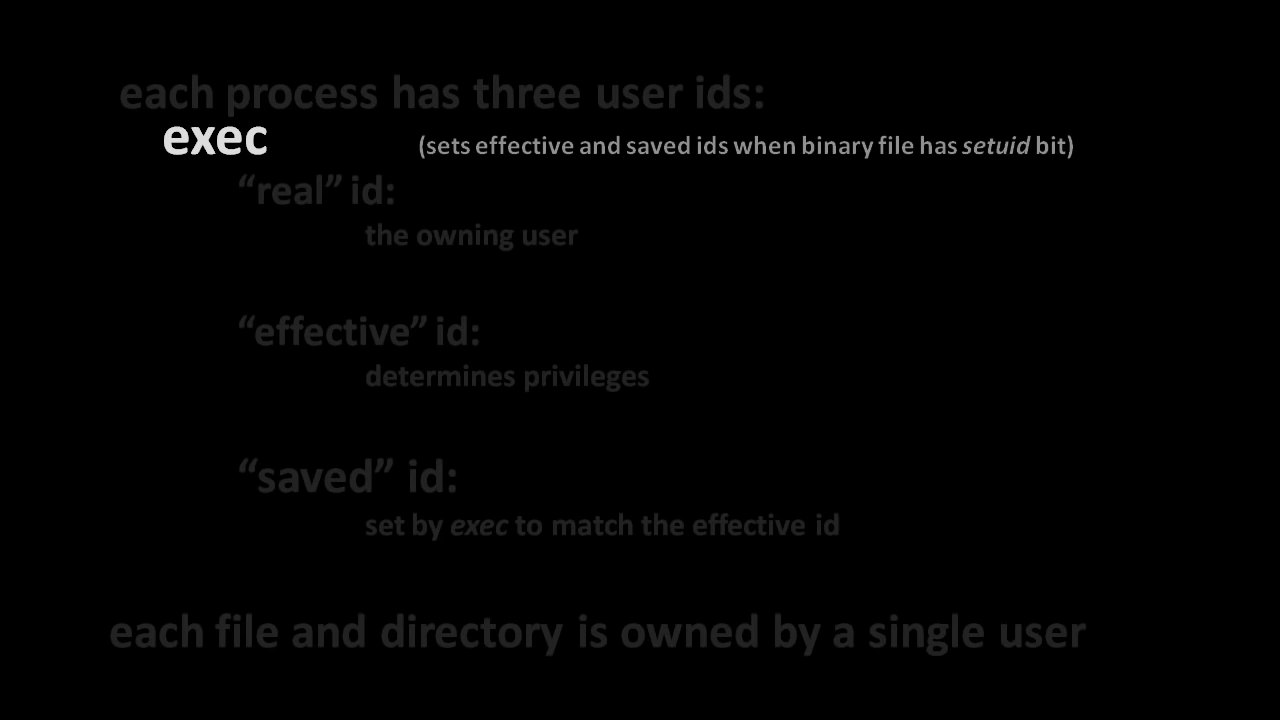 each process has three user ids:
exec (sets effective and saved ids when binary file has setuid bit)
“real” id:
the owning user
“effective” id:
determines privileges
“saved” id:
set by exec to match the effective id
each file and directory is owned by a single user